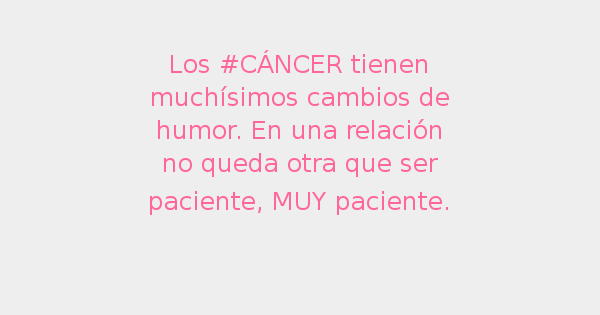 Los #CÁNCER tienen
muchísimos cambios de
humor. En una relación
no queda otra que ser
paciente, MUY paciente.